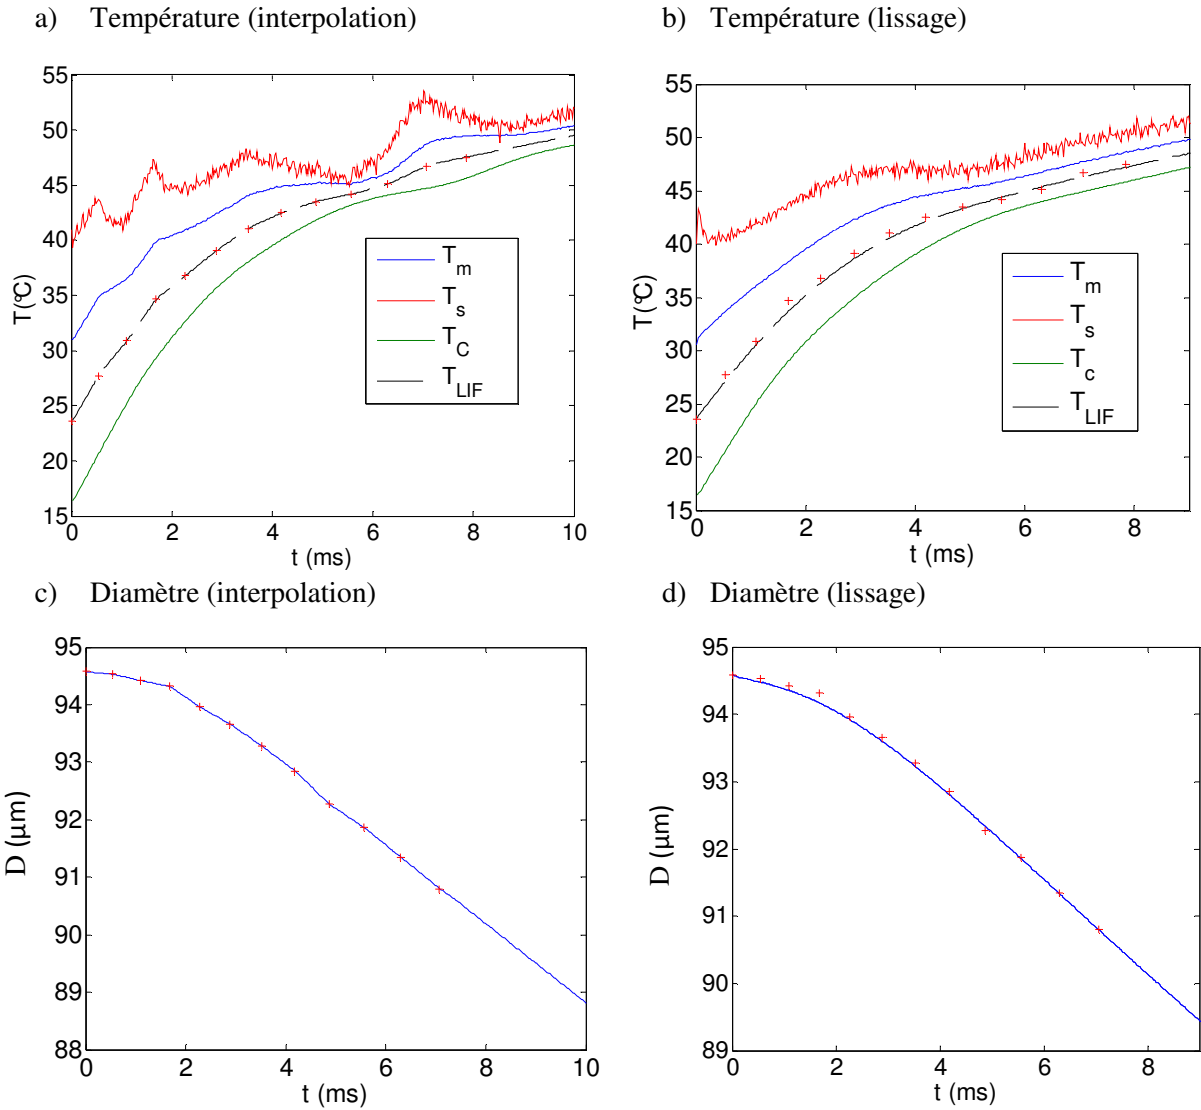 a) Température (interpolation)
b) Température (lissage)
55
50
45
40
35
30
25
20
15
T(°C)
0 2 4 6 8 10
t (ms)
T_m
T_s
T_C
T_LIF
55
50
45
40
35
30
25
20
15
T(°C)
0 2 4 6 8
t (ms)
T_m
T_s
T_c
T_LIF
c) Diamètre (interpolation)
d) Diamètre (lissage)
95
94
93
92
91
90
89
88
D (µm)
0 2 4 6 8 10
t (ms)
95
94
93
92
91
90
89
D (µm)
0 2 4 6 8
t (ms)